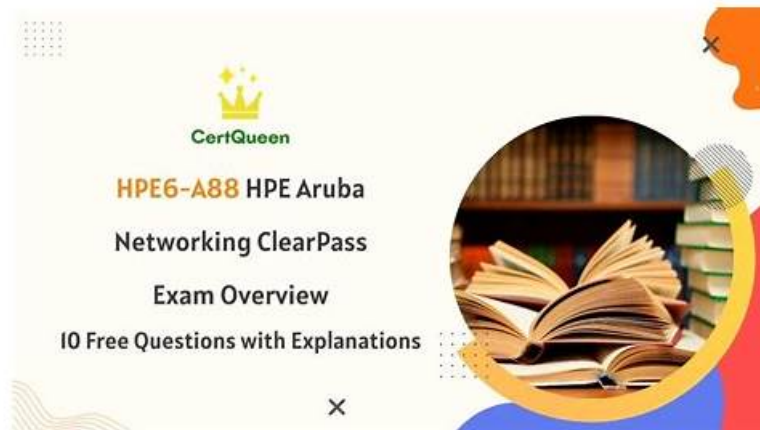 CertQueen
HPE6-A88 HPE Aruba
Networking ClearPass
Exam Overview
10 Free Questions with Explanations